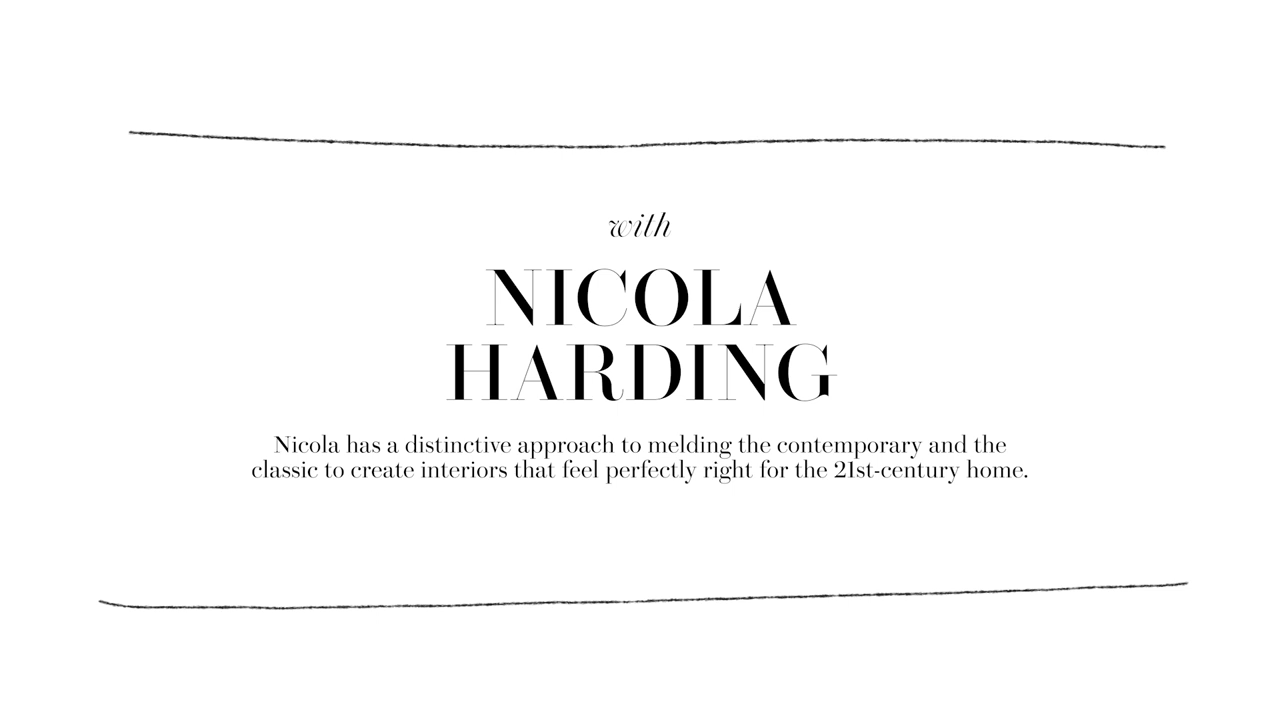 with
NICOLA
HARDING
Nicola has a distinctive approach to melding the contemporary and the
classic to create interiors that feel perfectly right for the 21st-century home.